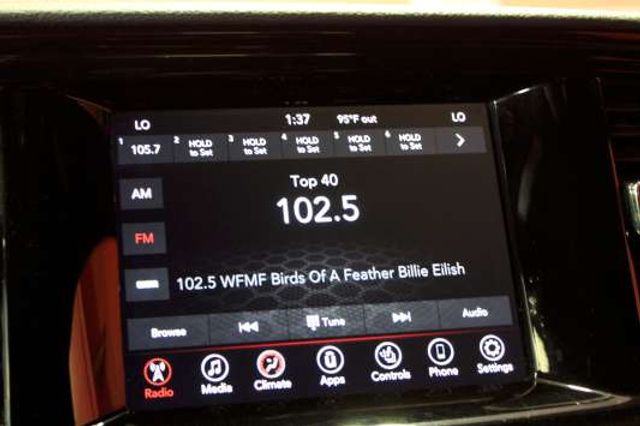 LO 1:37 95°F out LO
1 105.7 2 HOLD to Set 3 HOLD to Set 4 HOLD to Set 5 HOLD to Set 6 HOLD to Set
AM
Top 40
102.5
FM
102.5 WFMF Birds Of A Feather Billie Eilish
Browse Tune Audio
Radio Media Climate Apps Controls Phone Settings